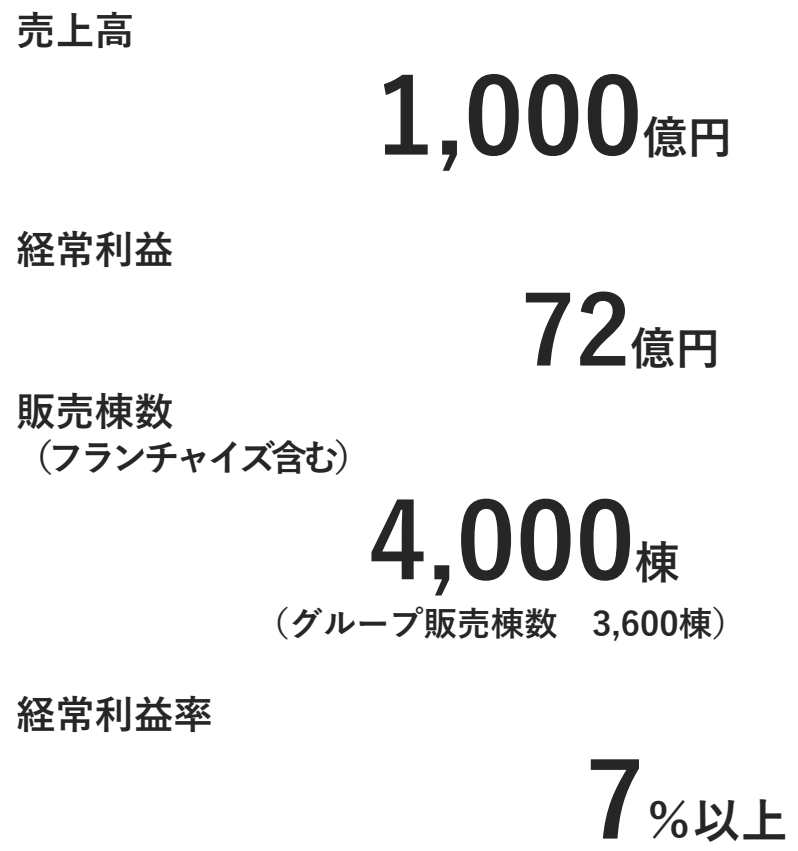 売上高
1,000億円
経常利益
72億円
販売棟数
（フランチャイズ含む）
4,000棟
（グループ販売棟数　3,600棟）
経常利益率
7％以上